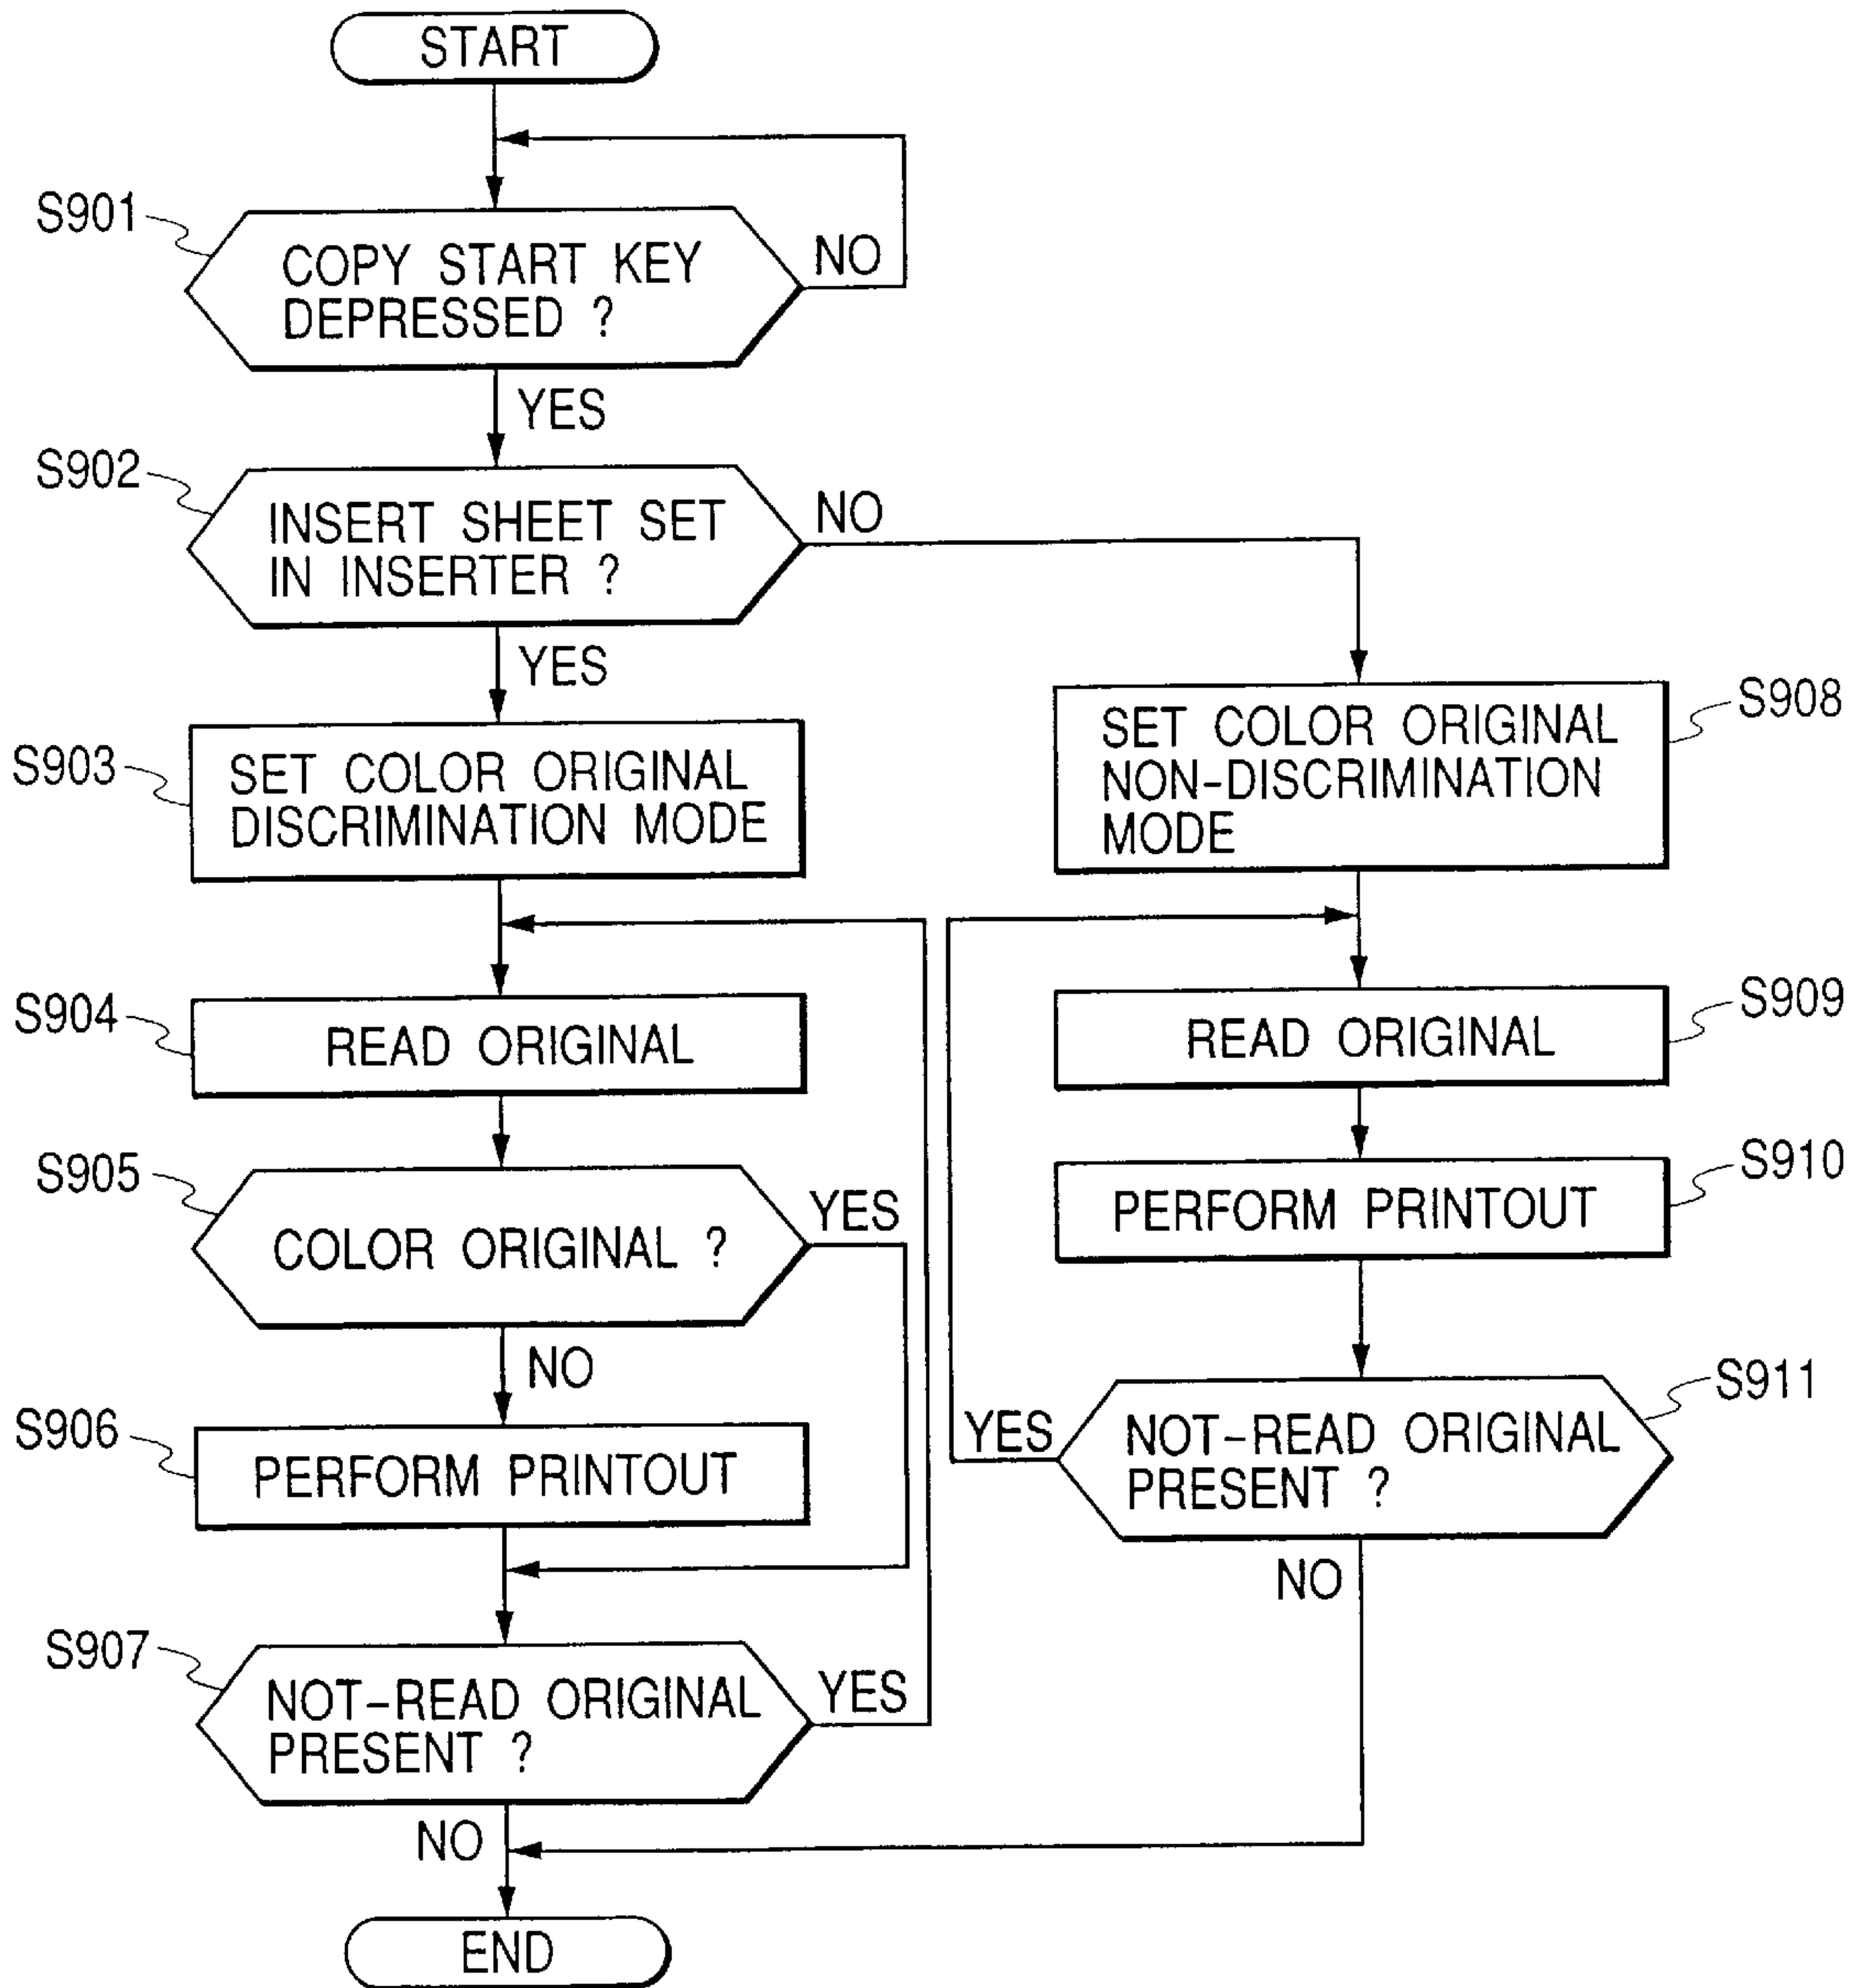 START
S901
COPY START KEY
DEPRESSED ?
NO
YES
S902
INSERT SHEET SET
IN INSERTER ?
NO
YES
S903
SET COLOR ORIGINAL
DISCRIMINATION MODE
S904
READ ORIGINAL
S905
COLOR ORIGINAL ?
YES
NO
S906
PERFORM PRINTOUT
S907
NOT-READ ORIGINAL
PRESENT ?
YES
NO
S908
SET COLOR ORIGINAL
NON-DISCRIMINATION
MODE
S909
READ ORIGINAL
S910
PERFORM PRINTOUT
S911
NOT-READ ORIGINAL
PRESENT ?
YES
NO
END